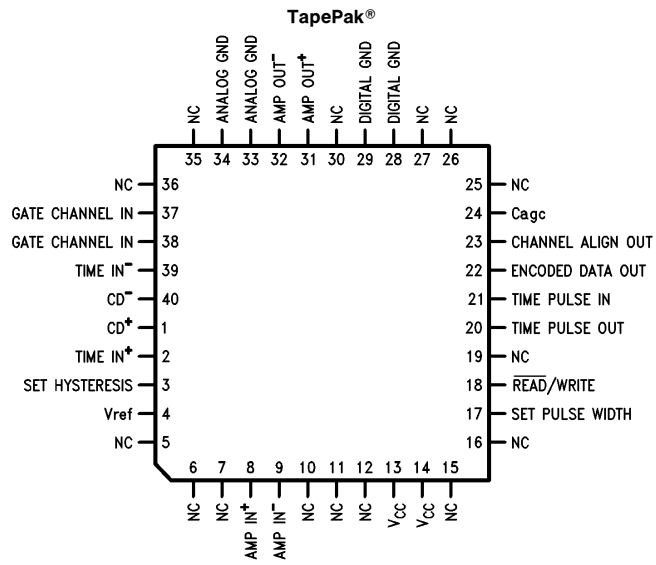 TapePak®
NC
ANALOG GND
ANALOG GND
AMP OUT-
AMP OUT+
NC
DIGITAL GND
DIGITAL GND
NC
NC
35 34 33 32 31 30 29 28 27 26
NC 36
GATE CHANNEL IN 37
GATE CHANNEL IN 38
TIME IN- 39
CD- 40
CD+ 1
TIME IN+ 2
SET HYSTERESIS 3
Vref 4
NC 5
25 NC
24 Cagc
23 CHANNEL ALIGN OUT
22 ENCODED DATA OUT
21 TIME PULSE IN
20 TIME PULSE OUT
19 NC
18 READ/WRITE
17 SET PULSE WIDTH
16 NC
6 7 8 9 10 11 12 13 14 15
NC
NC
AMP IN+
AMP IN-
NC
NC
NC
VCC
VCC
NC